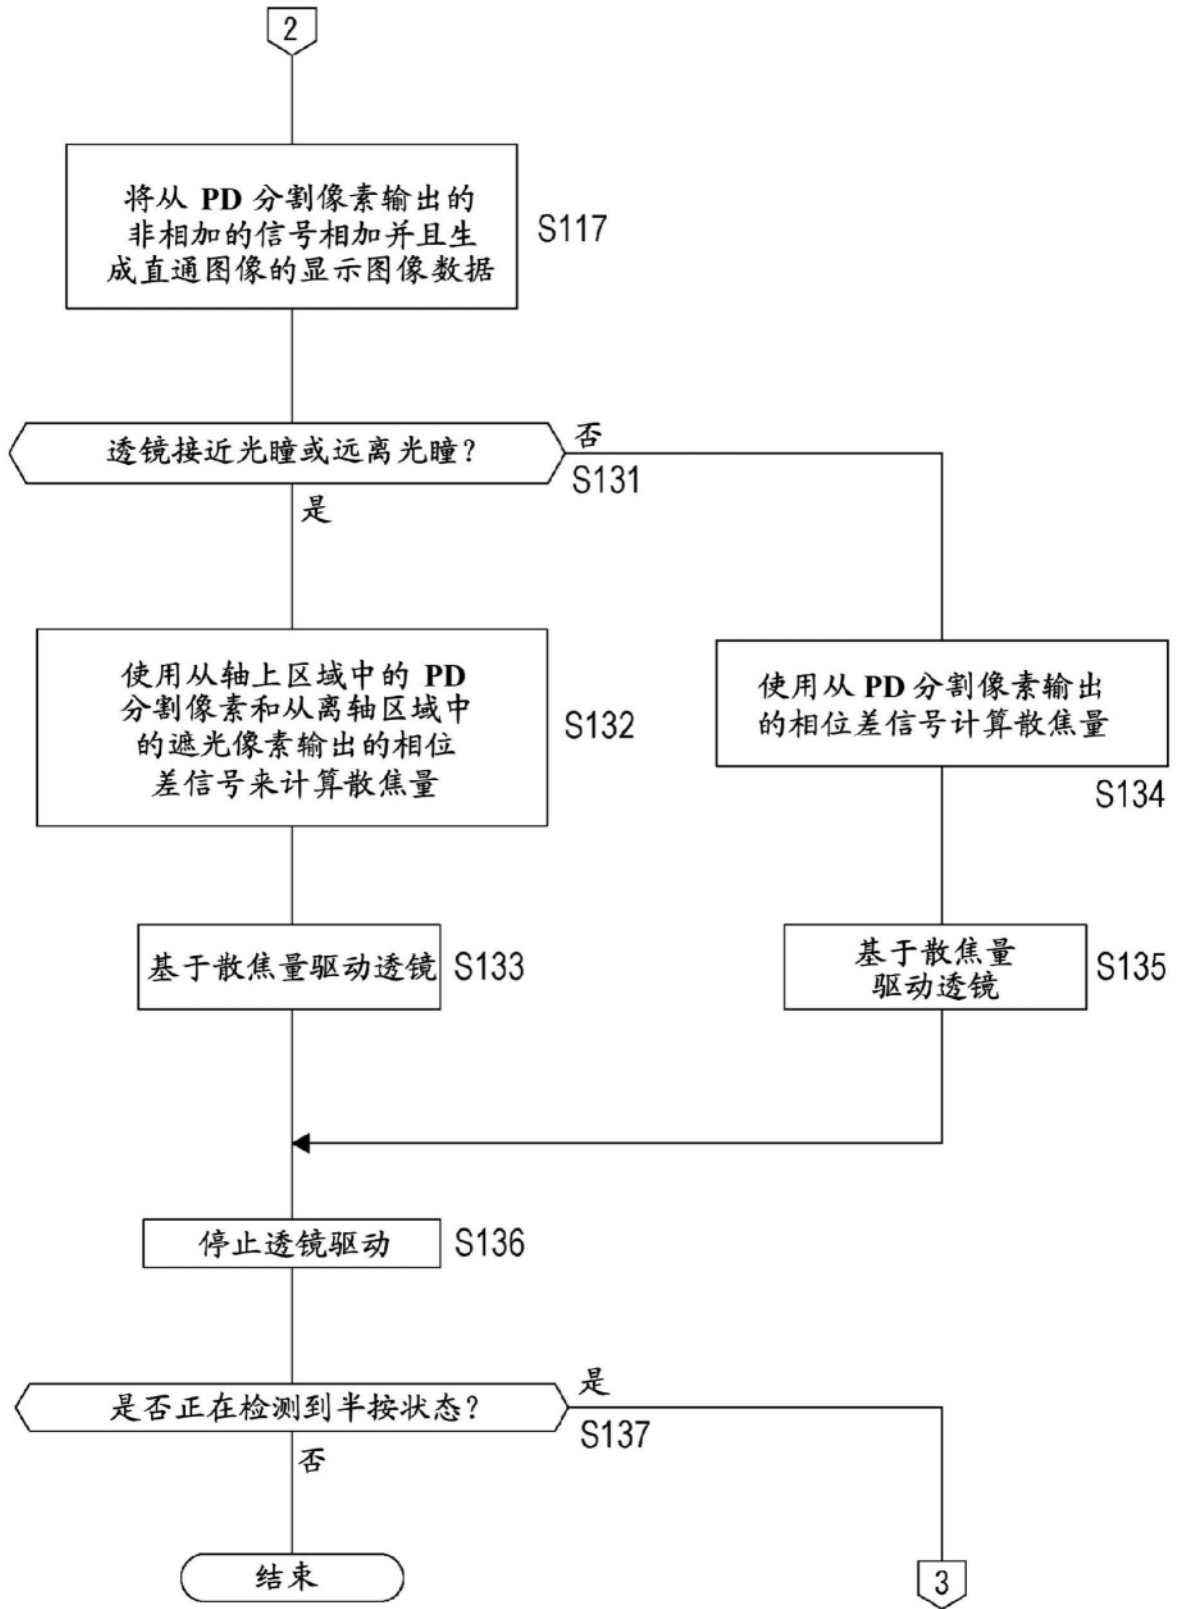 2
将从 PD 分割像素输出的
非相加的信号相加并且生
成直通图像的显示图像数据
S117
透镜接近光瞳或远离光瞳？
否
S131
是
使用从轴上区域中的 PD
分割像素和从离轴区域中
的遮光像素输出的相位
差信号来计算散焦量
S132
使用从 PD 分割像素输出
的相位差信号计算散焦量
S134
基于散焦量驱动透镜
S133
基于散焦量
驱动透镜
S135
停止透镜驱动
S136
是否正在检测到半按状态？
是
S137
否
结束
3